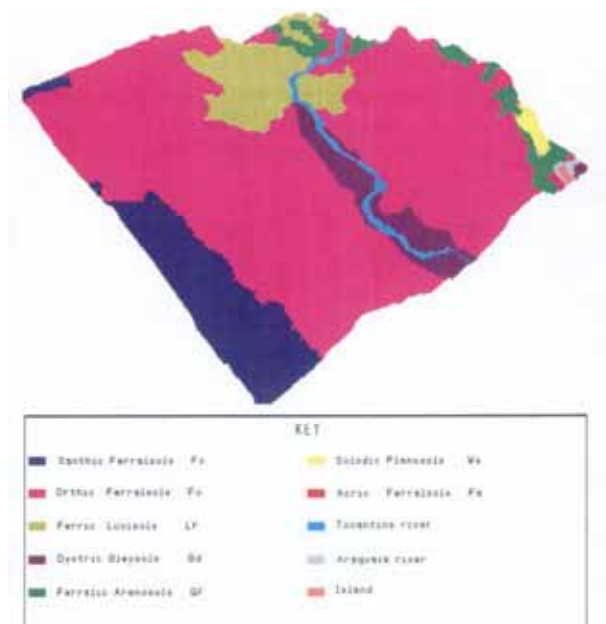 KEY
Xanthic Ferralsols Fx
Orthic Ferralsols Fo
Ferric Luvisols Lf
Dystric Gleysols Gd
Ferralic Arenosols Qf
Solodic Planosols Ws
Acric Ferralsols Fa
Tocantins river
Araguaia river
Island